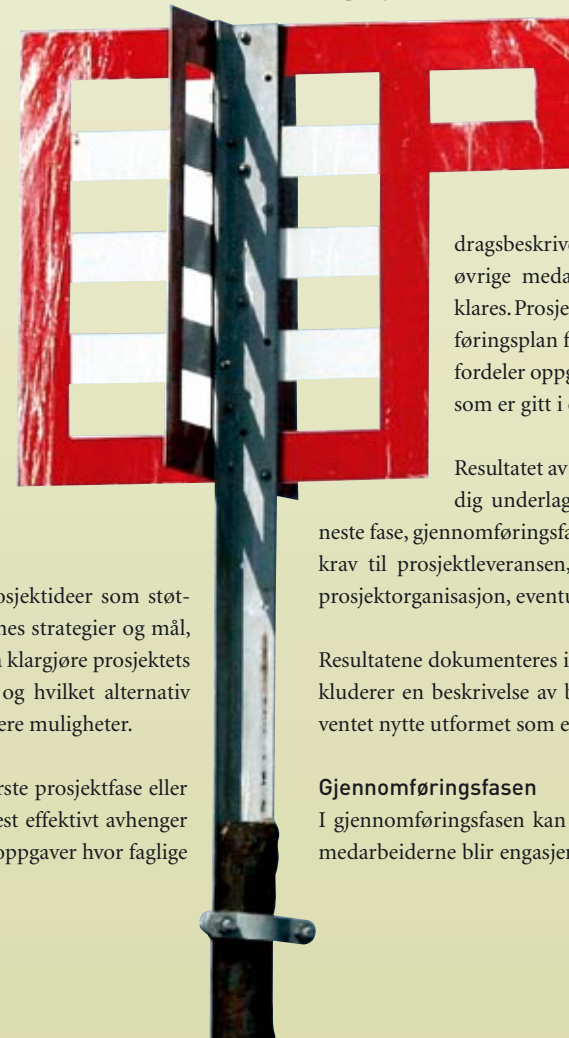 osjektideer som støt-
nes strategier og mål,
klargjøre prosjektets
og hvilket alternativ
ere muligheter.
rste prosjektfase eller
est effektivt avhenger
oppgaver hvor faglige
dragsbeskrive
øvrige meda
klares. Prosje
føringsplan f
fordeler oppg
som er gitt i
Resultatet av
dig underlag
neste fase, gjennomføringsfa
krav til prosjektleveransen,
prosjektorganisasjon, eventu
Resultatene dokumenteres i
kluderer en beskrivelse av b
ventet nytte utformet som e
Gjennomføringsfasen
I gjennomføringsfasen kan
medarbeiderne blir engasjer